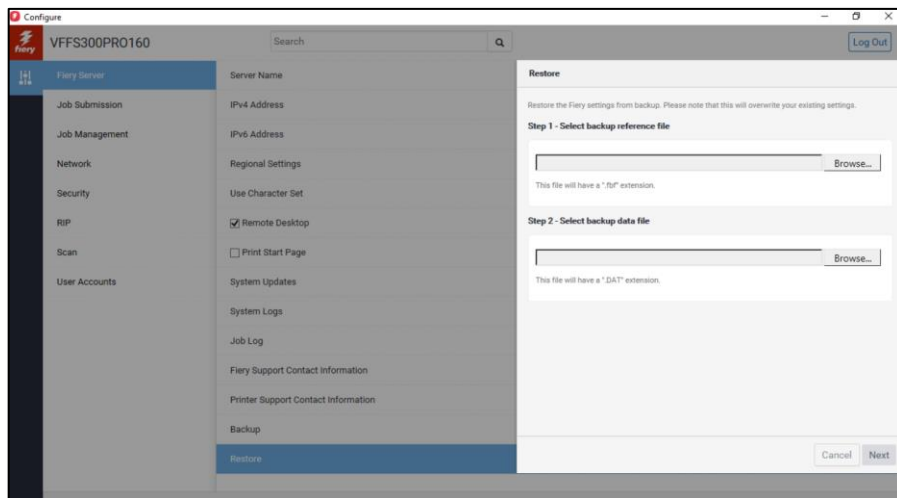 Configure
fiery
VFFS300PRO160
Search
Log Out
Fiery Server
Job Submission
Job Management
Network
Security
RIP
Scan
User Accounts
Server Name
IPv4 Address
IPv6 Address
Regional Settings
Use Character Set
Remote Desktop
Print Start Page
System Updates
System Logs
Job Log
Fiery Support Contact Information
Printer Support Contact Information
Backup
Restore
Restore
Restore the Fiery settings from backup. Please note that this will overwrite your existing settings.
Step 1 - Select backup reference file
Browse...
This file will have a ".fbf" extension.
Step 2 - Select backup data file
Browse...
This file will have a ".DAT" extension.
Cancel
Next